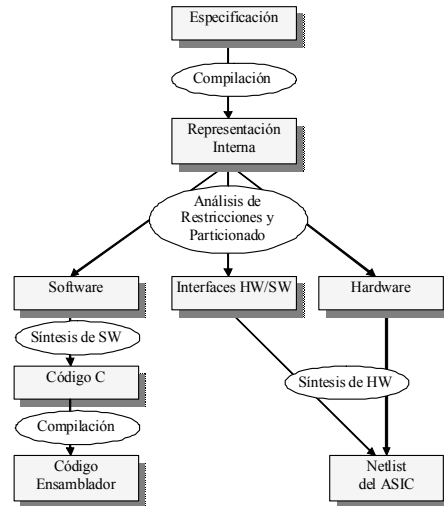 Especificación
Compilación
Representación
Interna
Análisis de
Restricciones y
Particionado
Software
Interfaces HW/SW
Hardware
Síntesis de SW
Síntesis de HW
Código C
Compilación
Código
Ensamblador
Netlist
del ASIC